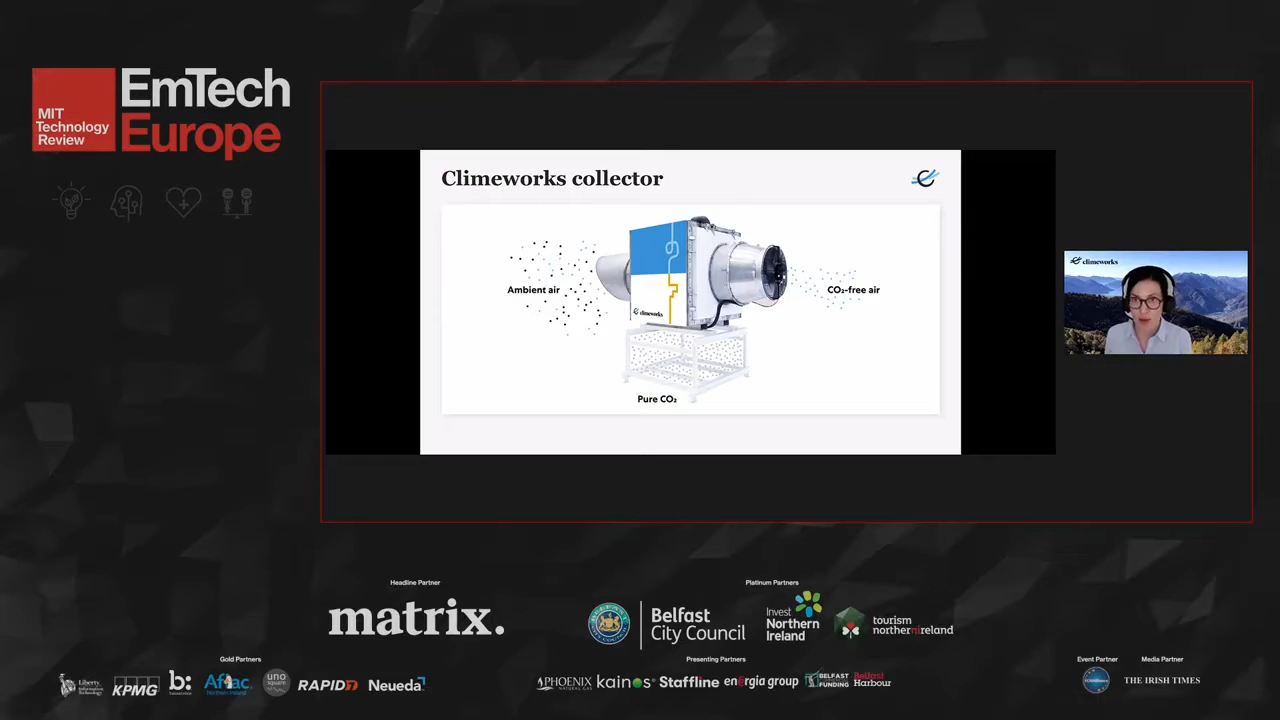 MIT
Technology
Review
EmTech
Europe
Climeworks collector
Ambient air
CO₂-free air
climeworks
Pure CO₂
climeworks
Headline Partner
matrix.
Platinum Partners
Belfast
City Council
Invest
Northern
Ireland
tourism
northernireland
Gold Partners
Liberty
Information
Technology
KPMG
b:
Aflac
Northern Ireland
uno
square
RAPID7
Neueda
Presenting Partners
PHOENIX
NATURAL GAS
kainos
Staffline
energia group
BELFAST
FUNDING
Belfast
Harbour
Event Partner
Media Partner
THE IRISH TIMES